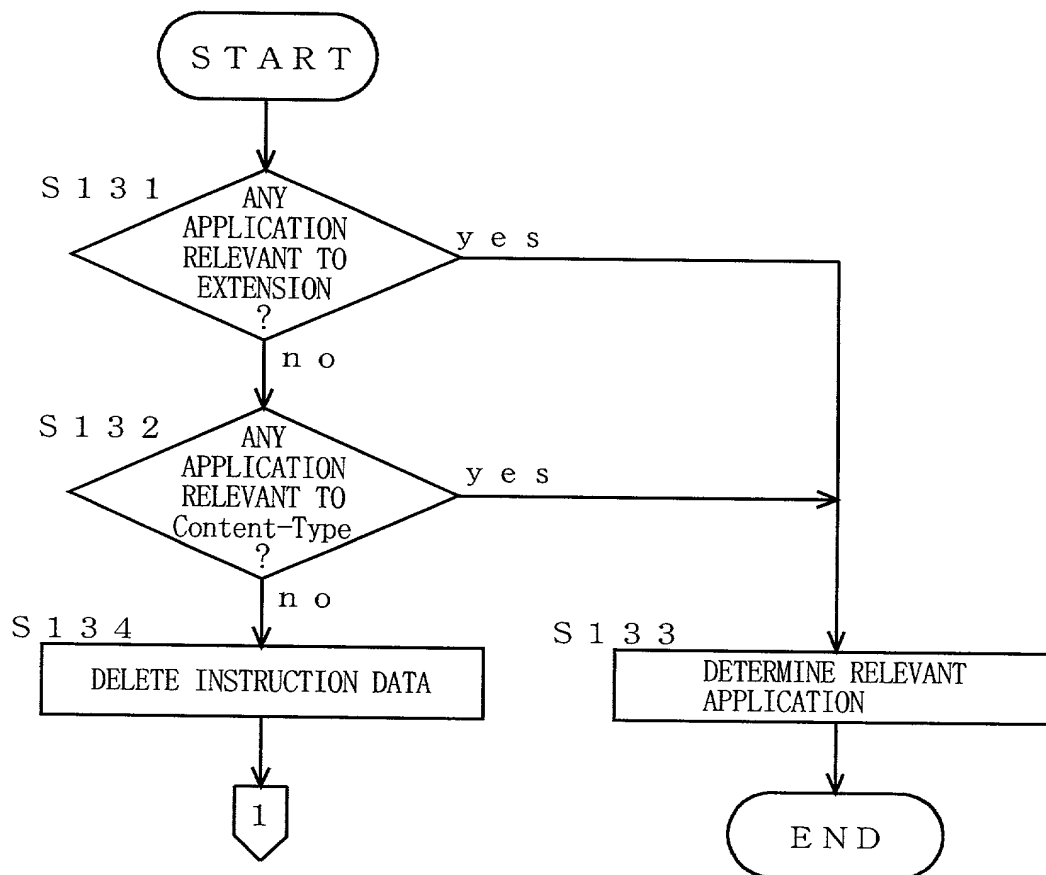 START
S131
ANY
APPLICATION
RELEVANT TO
EXTENSION
?
yes
no
S132
ANY
APPLICATION
RELEVANT TO
Content-Type
?
yes
no
S134
DELETE INSTRUCTION DATA
1
S133
DETERMINE RELEVANT
APPLICATION
END